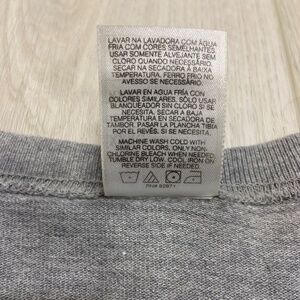 LAVAR NA LAVADORA COM ÁGUA
FRIA COM CORES SEMELHANTES.
USAR SOMENTE ALVEJANTE SEM
CLORO QUANDO NECESSÁRIO.
SECAR NA SECADORA A BAIXA
TEMPERATURA. FERRO FRIO NO
AVESSO SE NECESSÁRIO.
LAVAR EN AGUA FRIA CON
COLORES SIMILARES. SÓLO USAR
BLANQUEADOR SIN CLORO SI ES
NECESARIO. SECAR A BAJA
TEMPERATURA EN SECADORA DE
TAMBOR. PASAR LA PLANCHA TIBIA
POR EL REVÉS, SI SE NECESITA.
MACHINE WASH COLD WITH
SIMILAR COLORS. ONLY NON-
CHLORINE BLEACH WHEN NEEDED.
TUMBLE DRY LOW. COOL IRON ON
REVERSE SIDE IF NEEDED.